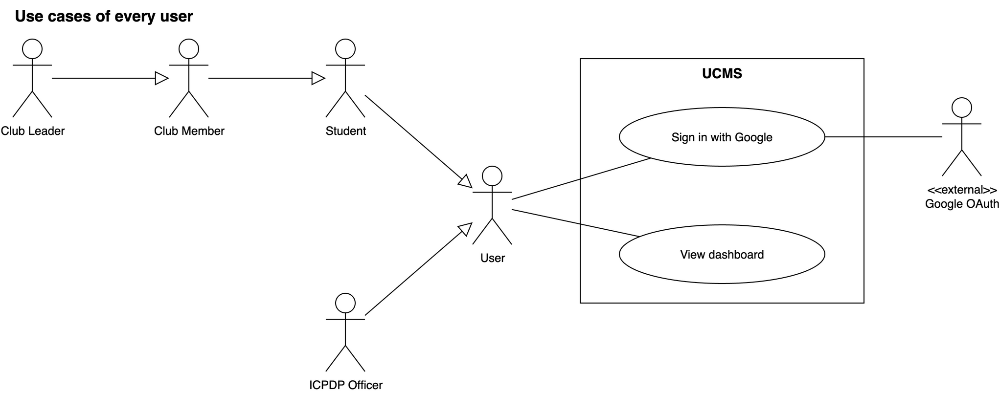 Use cases of every user
UCMS
Club Leader
Club Member
Student
Sign in with Google
<<external>>
Google OAuth
User
View dashboard
ICPDP Officer